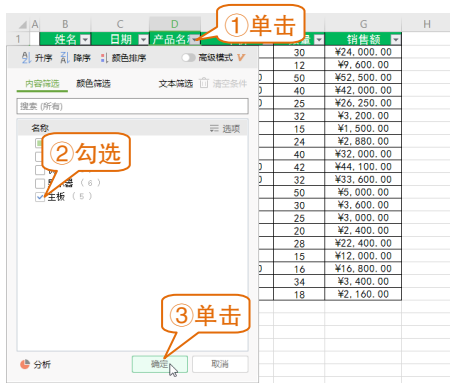 A B C D G H
1 姓名 日期 产品名 销售额
①单击
升序 降序 颜色排序 高级模式
内容筛选 颜色筛选 文本筛选 清空条件
搜索 (所有)
名称 选项
②勾选
器 (6)
主板 (5)
③单击
分析 确定 取消
30 ¥24,000.00
12 ¥9,600.00
50 ¥52,500.00
40 ¥42,000.00
25 ¥26,250.00
32 ¥3,200.00
15 ¥1,500.00
24 ¥2,880.00
40 ¥32,000.00
42 ¥44,100.00
32 ¥33,600.00
50 ¥5,000.00
30 ¥3,600.00
25 ¥3,000.00
20 ¥2,400.00
28 ¥22,400.00
15 ¥12,000.00
16 ¥16,800.00
34 ¥3,400.00
18 ¥2,160.00